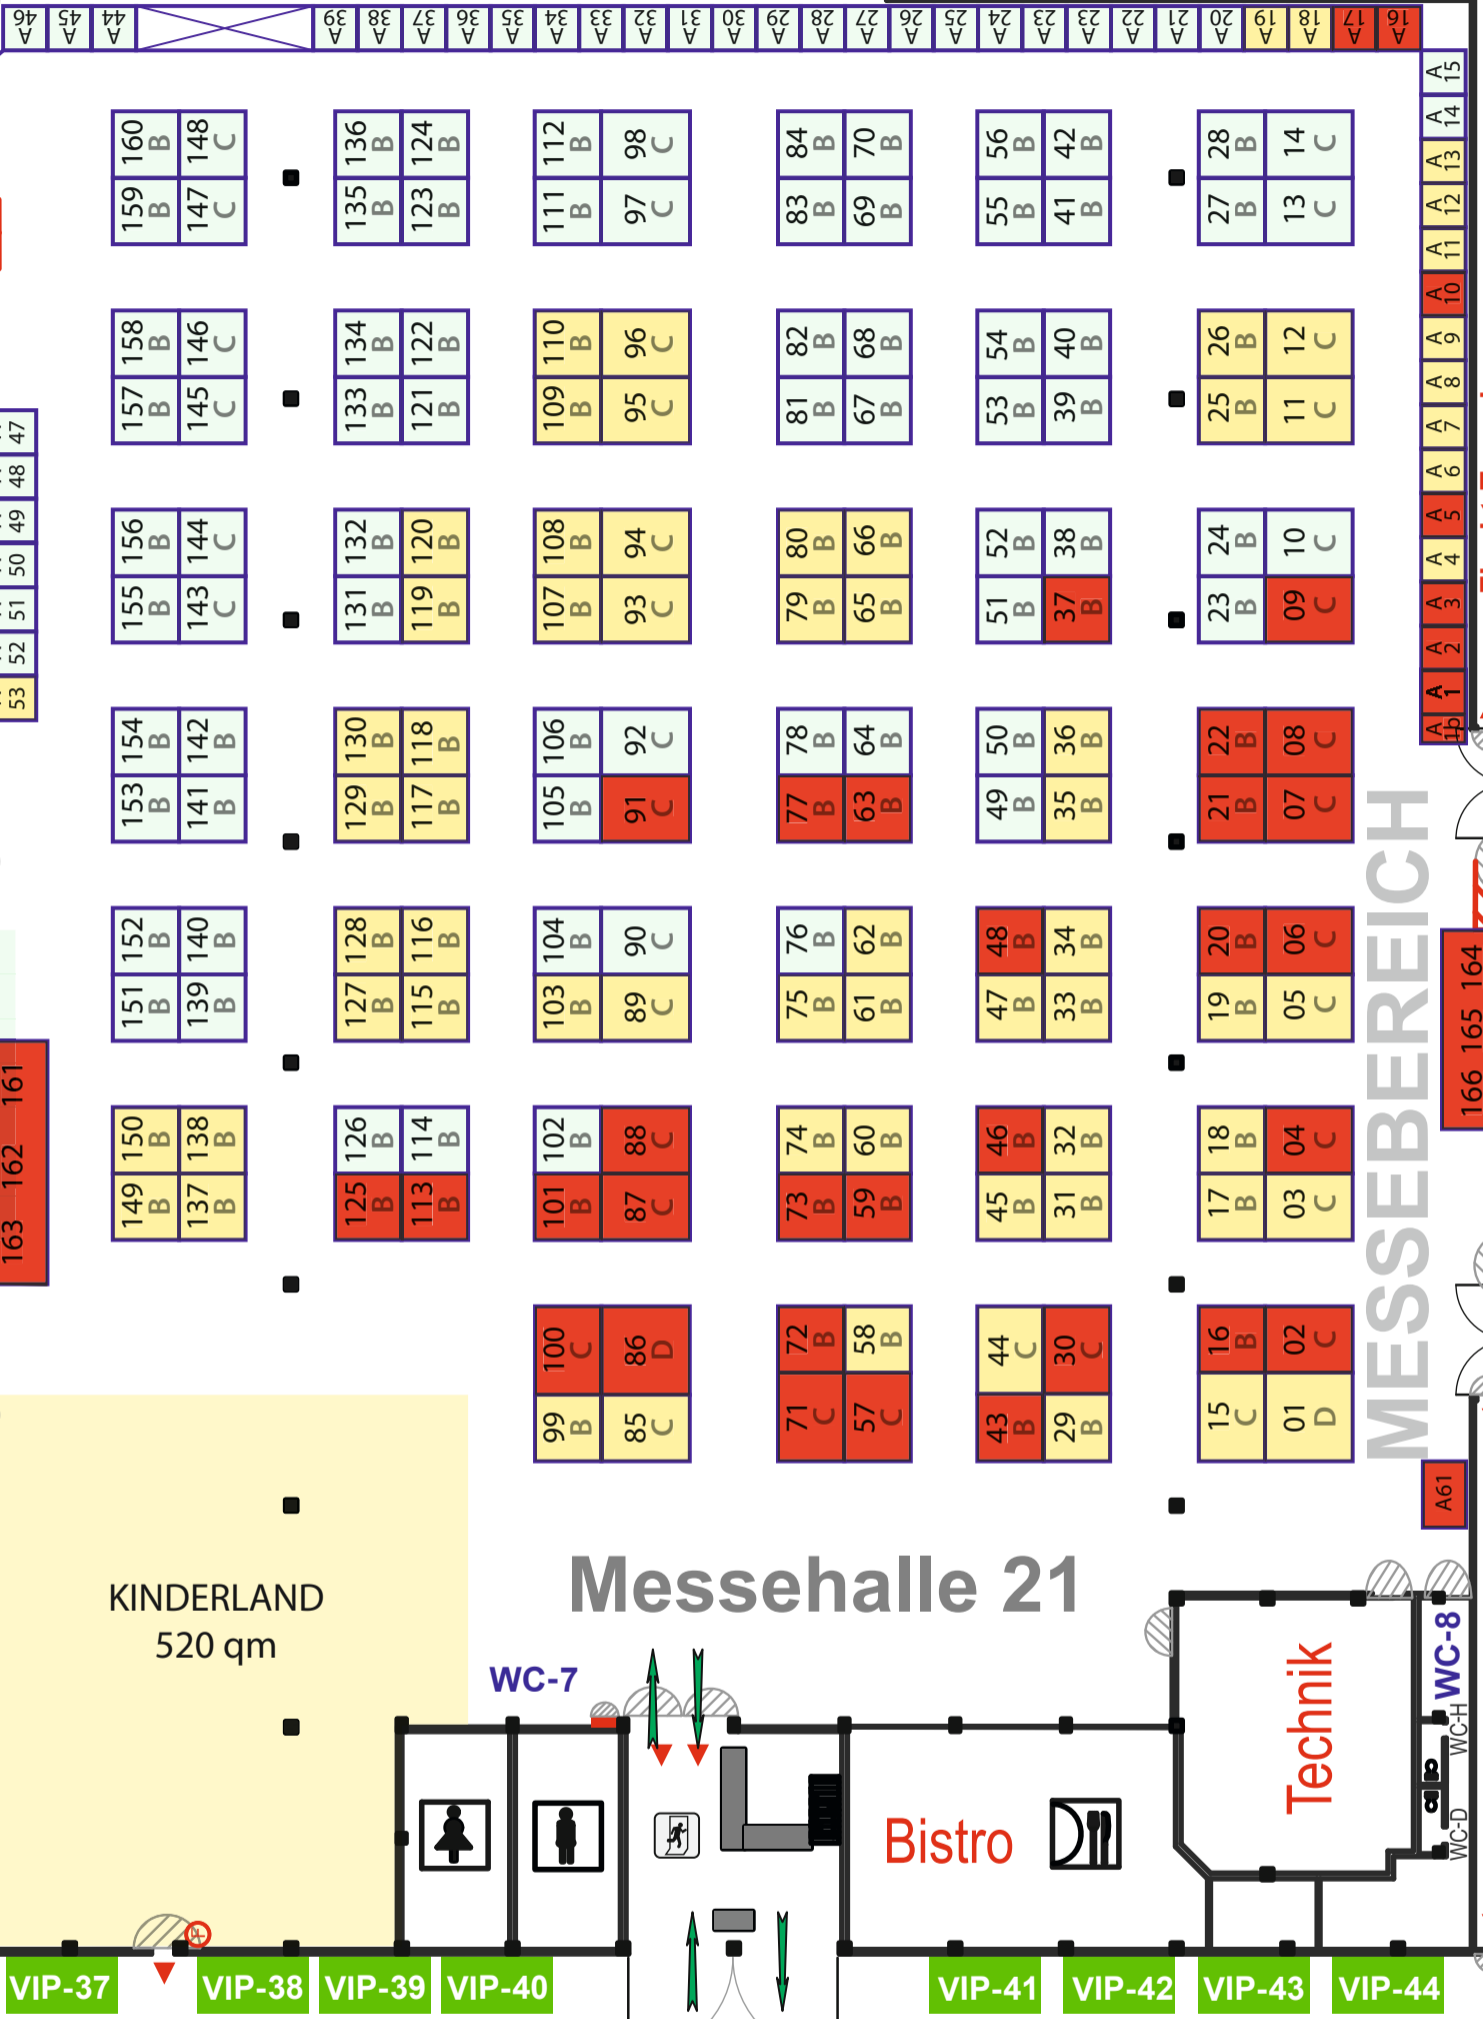 A 46
A 45
A 44
A 39
A 38
A 37
A 36
A 35
A 34
A 33
A 32
A 31
A 30
A 29
A 28
A 27
A 26
A 25
A 24
A 23
A 23
A 22
A 21
A 20
A 19
A 18
A 17
A 16
A 15
A 14
A 13
A 12
A 11
A 10
A 9
A 8
A 7
A 6
A 5
A 4
A 3
A 2
A 1
A 1b
160 B
148 C
136 B
124 B
112 B
98 C
84 B
70 B
56 B
42 B
28 B
14 C
159 B
147 C
135 B
123 B
111 B
97 C
83 B
69 B
55 B
41 B
27 B
13 C
158 B
146 C
134 B
122 B
110 B
96 C
82 B
68 B
54 B
40 B
26 B
12 C
157 B
145 C
133 B
121 B
109 B
95 C
81 B
67 B
53 B
39 B
25 B
11 C
47
48
49
50
51
52
53
156 B
144 C
132 B
120 B
108 B
94 C
80 B
66 B
52 B
38 B
24 B
10 C
155 B
143 C
131 B
119 B
107 B
93 C
79 B
65 B
51 B
37 B
23 B
09 C
154 B
142 B
130 B
118 B
106 B
92 C
78 B
64 B
50 B
36 B
22 B
08 C
153 B
141 B
129 B
117 B
105 B
91 C
77 B
63 B
49 B
35 B
21 B
07 C
152 B
140 B
128 B
116 B
104 B
90 C
76 B
62 B
48 B
34 B
20 B
06 C
151 B
139 B
127 B
115 B
103 B
89 C
75 B
61 B
47 B
33 B
19 B
05 C
MESSEBEREICH
166 165 164
163 162 161
150 B
138 B
126 B
114 B
102 B
88 C
74 B
60 B
46 B
32 B
18 B
04 C
149 B
137 B
125 B
113 B
101 B
87 C
73 B
59 B
45 B
31 B
17 B
03 C
100 C
86 D
72 B
58 B
44 C
30 C
16 B
02 C
99 B
85 C
71 C
57 C
43 B
29 B
15 C
01 D
A61
KINDERLAND
520 qm
Messehalle 21
WC-7
WC-8
Technik
WC-H
WC-D
Bistro
VIP-37
VIP-38
VIP-39
VIP-40
VIP-41
VIP-42
VIP-43
VIP-44